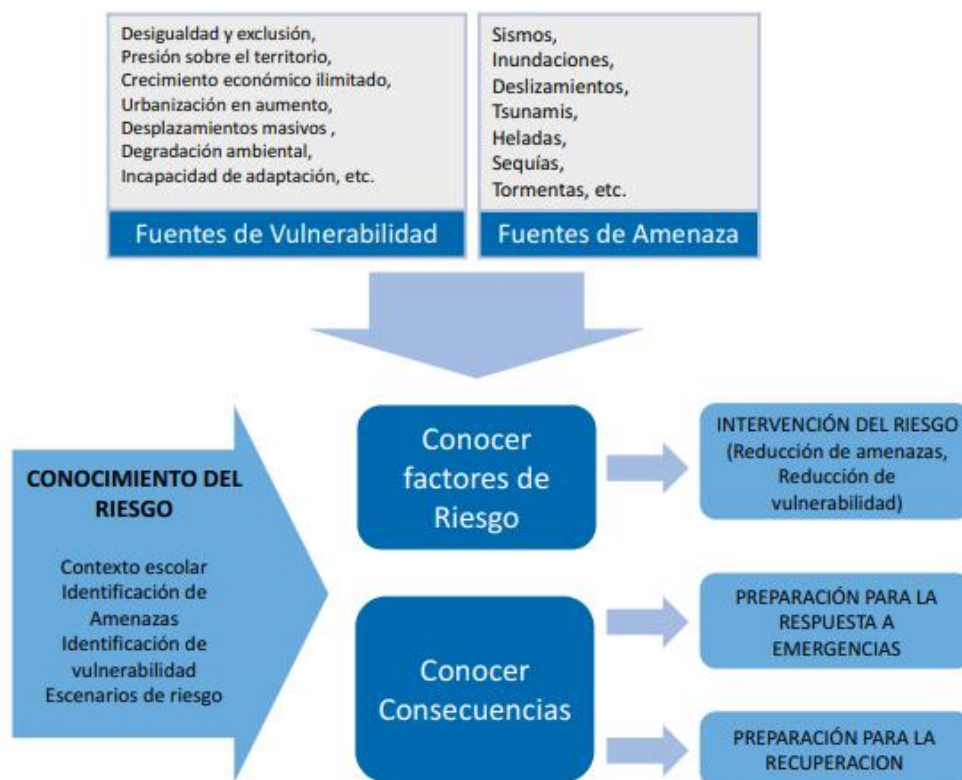 Desigualdad y exclusión,
Presión sobre el territorio,
Crecimiento económico ilimitado,
Urbanización en aumento,
Desplazamientos masivos ,
Degradación ambiental,
Incapacidad de adaptación, etc.
Fuentes de Vulnerabilidad
Sismos,
Inundaciones,
Deslizamientos,
Tsunamis,
Heladas,
Sequías,
Tormentas, etc.
Fuentes de Amenaza
CONOCIMIENTO DEL
RIESGO
Contexto escolar
Identificación de
Amenazas
Identificación de
vulnerabilidad
Escenarios de riesgo
Conocer
factores de
Riesgo
INTERVENCIÓN DEL RIESGO
(Reducción de amenazas,
Reducción de
vulnerabilidad)
Conocer
Consecuencias
PREPARACIÓN PARA LA
RESPUESTA A
EMERGENCIAS
PREPARACIÓN PARA LA
RECUPERACION